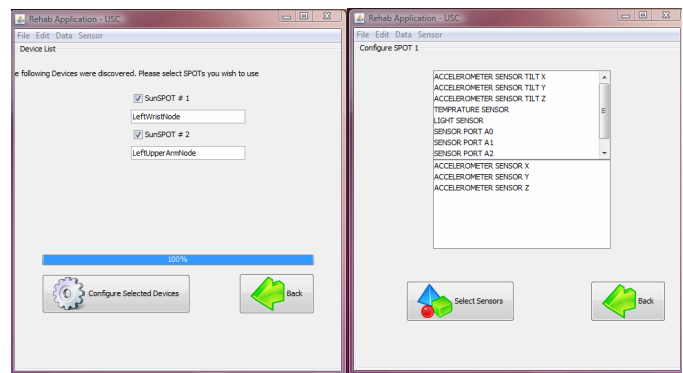 Rehab Application - USC
File Edit Data Sensor
Device List
e following Devices were discovered. Please select SPOTs you wish to use
SunSPOT # 1
LeftWristNode
SunSPOT # 2
LeftUpperArmNode
100%
Configure Selected Devices
Back
Rehab Application - USC
File Edit Data Sensor
Configure SPOT 1
ACCELEROMETER SENSOR TILT X
ACCELEROMETER SENSOR TILT Y
ACCELEROMETER SENSOR TILT Z
TEMPRATURE SENSOR
LIGHT SENSOR
SENSOR PORT A0
SENSOR PORT A1
SENSOR PORT A2
ACCELEROMETER SENSOR X
ACCELEROMETER SENSOR Y
ACCELEROMETER SENSOR Z
Select Sensors
Back